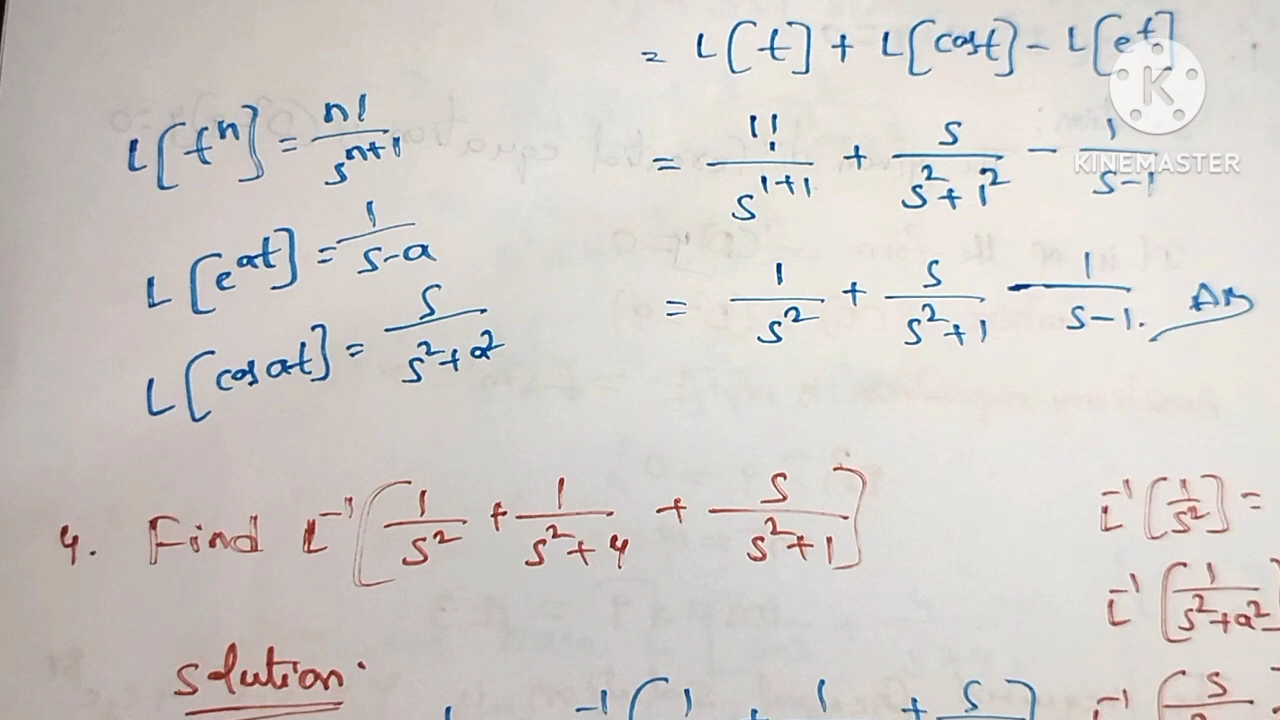 = L[t] + L[cost] - L[e^t]
L[t^n] = n!/s^(n+1)
= 1!/s^(1+1) + s/(s^2+1^2) - 1/(s-1)
L[e^at] = 1/(s-a)
= 1/s^2 + s/(s^2+1) - 1/(s-1).
L[cosat] = s/(s^2+a^2)
K
KINEMASTER
4. Find L^-1[1/s^2 + 1/(s^2+4) + s/(s^2+1)]
L^-1[1/s^2] =
L^-1[1/(s^2+a^2)]
Solution.